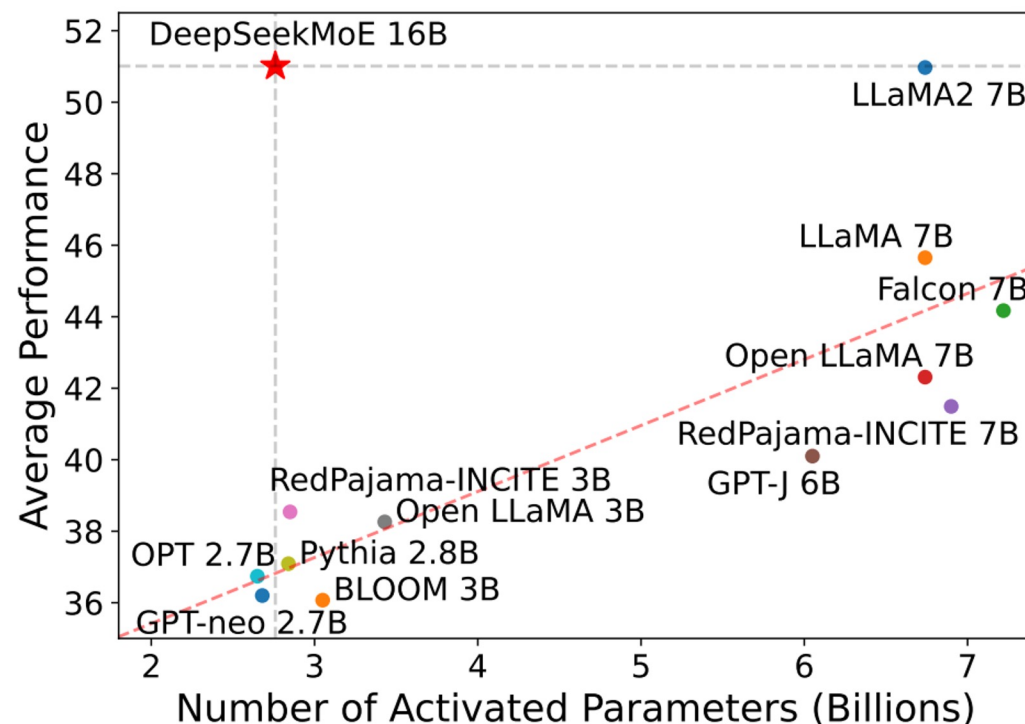 52
DeepSeekMoE 16B
50
LLaMA2 7B
48
46
LLaMA 7B
Falcon 7B
44
Open LLaMA 7B
42
RedPajama-INCITE 7B
40
GPT-J 6B
RedPajama-INCITE 3B
Open LLaMA 3B
38
OPT 2.7B
Pythia 2.8B
BLOOM 3B
36
GPT-neo 2.7B
Average Performance
2 3 4 5 6 7
Number of Activated Parameters (Billions)